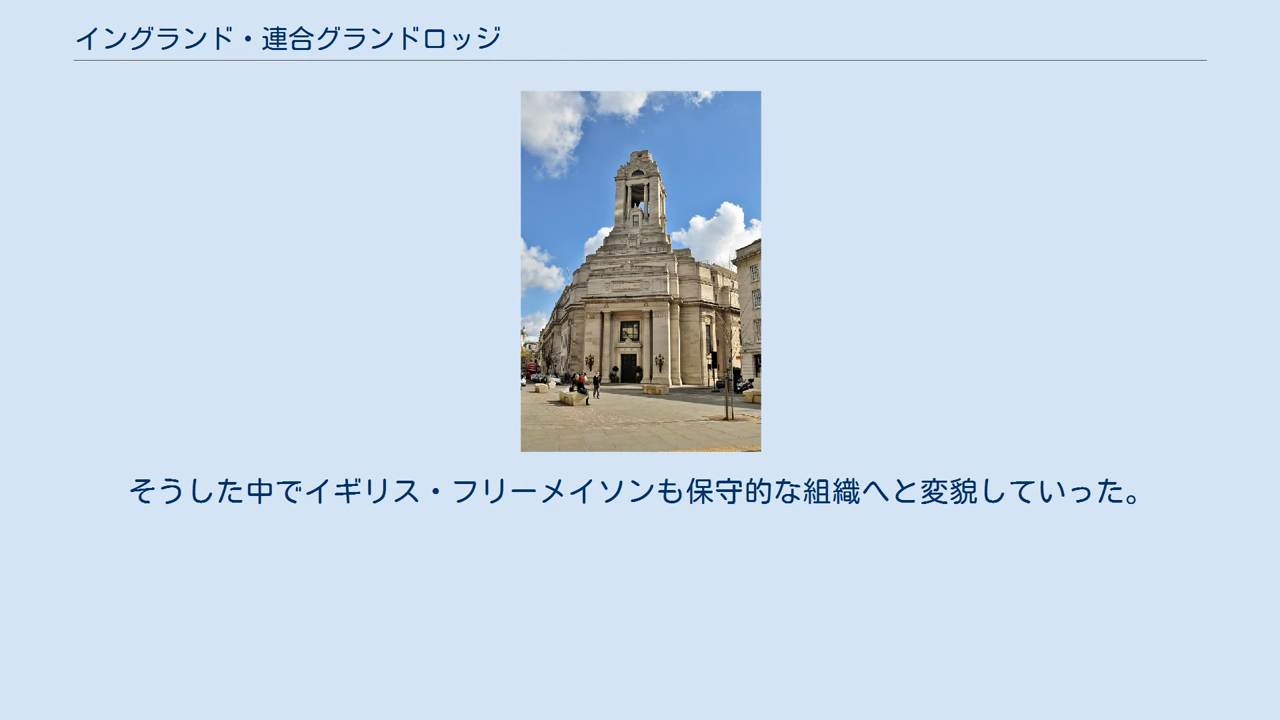 イングランド・連合グランドロッジ
そうした中でイギリス・フリーメイソンも保守的な組織へと変貌していった。